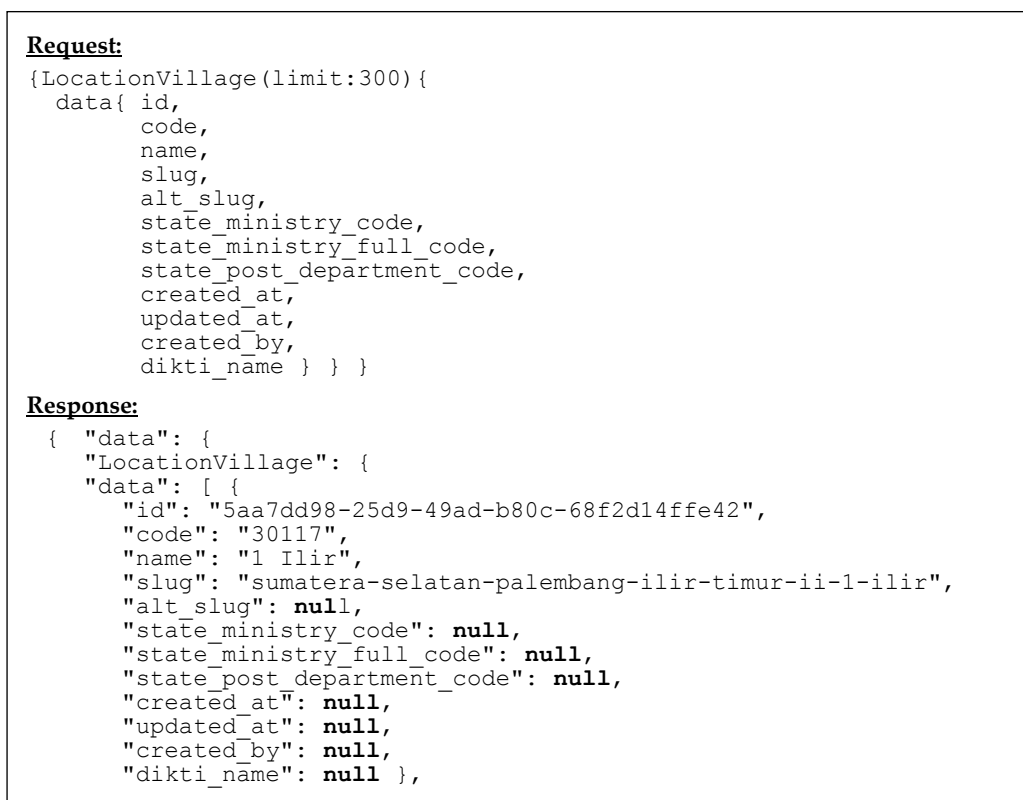 Request:
{LocationVillage(limit:300){
  data{ id,
        code,
        name,
        slug,
        alt_slug,
        state_ministry_code,
        state_ministry_full_code,
        state_post_department_code,
        created_at,
        updated_at,
        created_by,
        dikti_name } } }
Response:
 {  "data": {
    "LocationVillage": {
    "data": [ {
       "id": "5aa7dd98-25d9-49ad-b80c-68f2d14ffe42",
       "code": "30117",
       "name": "1 Ilir",
       "slug": "sumatera-selatan-palembang-ilir-timur-ii-1-ilir",
       "alt_slug": null,
       "state_ministry_code": null,
       "state_ministry_full_code": null,
       "state_post_department_code": null,
       "created_at": null,
       "updated_at": null,
       "created_by": null,
       "dikti_name": null },